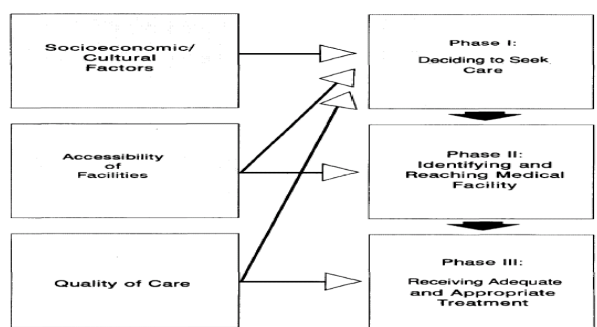 Socioeconomic/
Cultural
Factors
Accessibility
of
Facilities
Quality of Care
Phase I:
Deciding to Seek
Care
Phase II:
Identifying and
Reaching Medical
Facility
Phase III:
Receiving Adequate
and Appropriate
Treatment